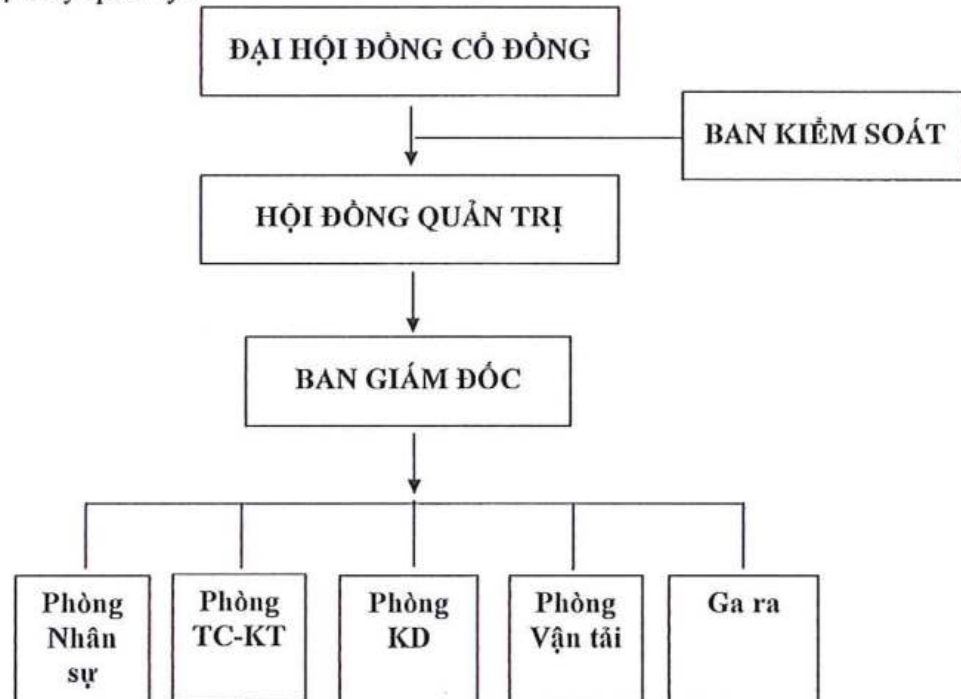 ĐẠI HỘI ĐỒNG CỔ ĐỒNG
BAN KIỂM SOÁT
HỘI ĐỒNG QUẢN TRỊ
BAN GIÁM ĐỐC
Phòng
Nhân
sự
Phòng
TC-KT
Phòng
KD
Phòng
Vận tải
Ga ra